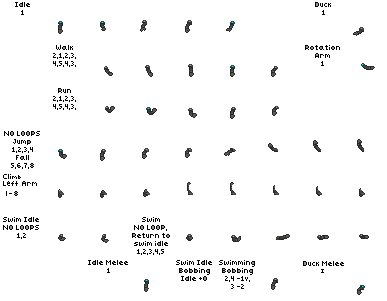 Idle
1
Duck
1
Walk
2,1,2,3,
4,5,4,3,
Rotation
Arm
1
Run
2,1,2,3,
4,5,4,3,
NO LOOPS
Jump
1,2,3,4
Fall
5,6,7,8
Climb
Left Arm
1-8
Swim Idle
NO LOOPS
1,2
Swim
NO LOOP,
Return to
swim idle
1,2,3,4,5
Idle Melee
1
Swim Idle
Bobbing
Idle +0
Swimming
Bobbing
2,4 -1v,
3 -2
Duck Melee
1